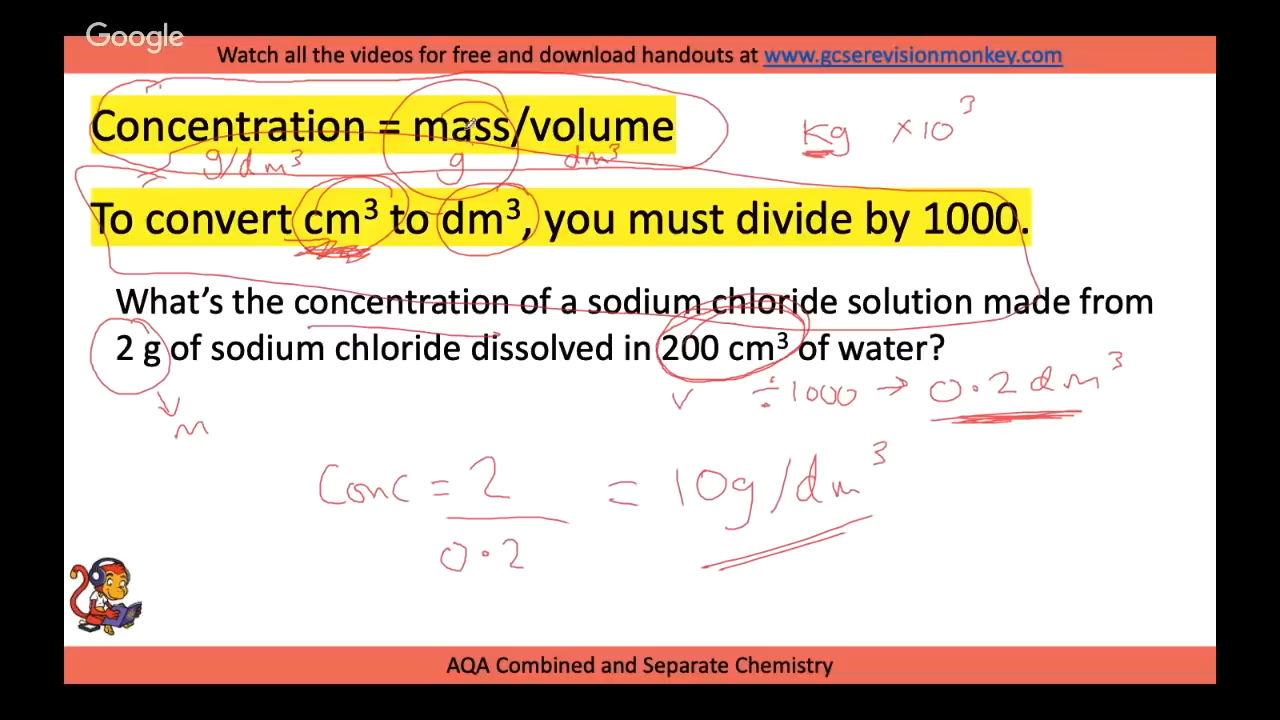 Google
Watch all the videos for free and download handouts at www.gcserevisionmonkey.com
Concentration = mass/volume
Kg ×10³
g/dm³ g dm³
To convert cm³ to dm³, you must divide by 1000.
What’s the concentration of a sodium chloride solution made from
2 g of sodium chloride dissolved in 200 cm³ of water?
m
v ÷1000 → 0.2 dm³
Conc = 2 = 10g/dm³
0.2
AQA Combined and Separate Chemistry